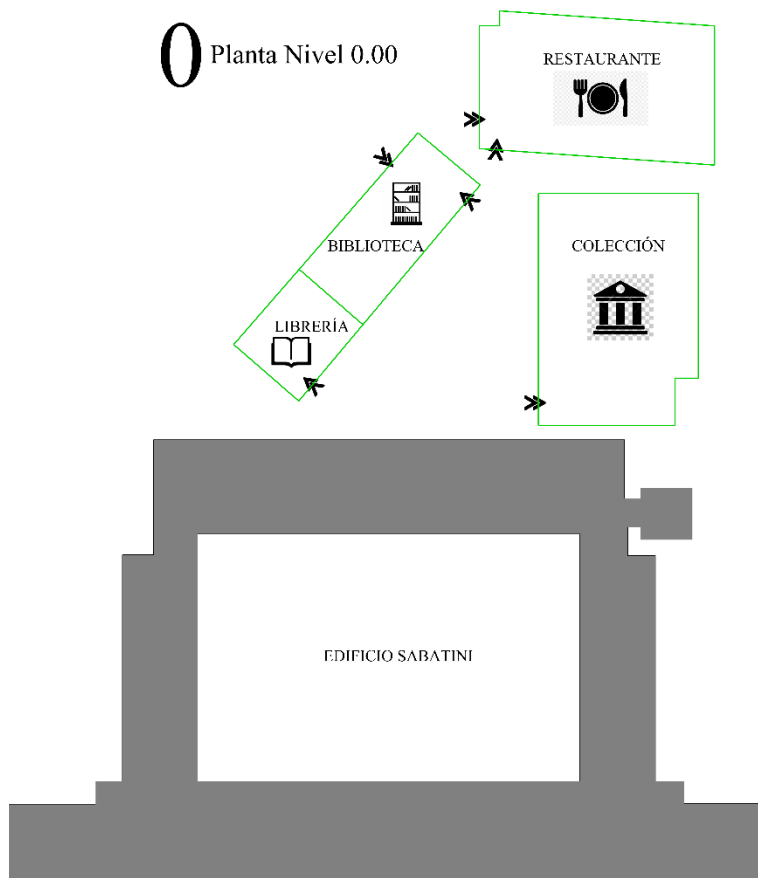 0 Planta Nivel 0.00
RESTAURANTE
BIBLIOTECA
COLECCIÓN
LIBRERÍA
EDIFICIO SABATINI